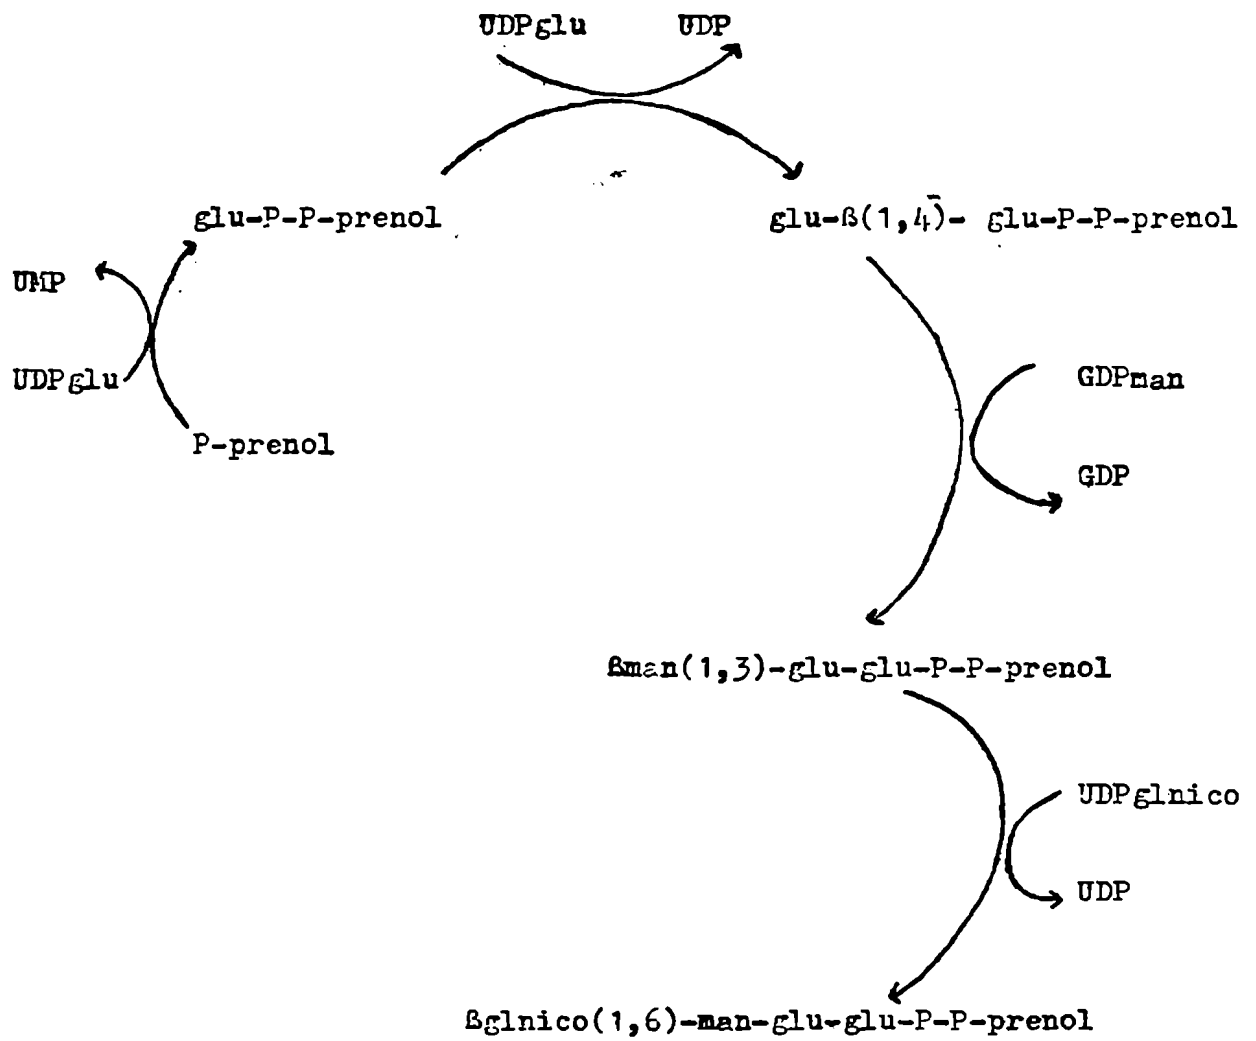 UDPglu UDP
glu-P-P-prenol
glu-ß(1,4)- glu-P-P-prenol
UMP
UDPglu
P-prenol
GDPman
GDP
ßman(1,3)-glu-glu-P-P-prenol
UDPglnico
UDP
ßglnico(1,6)-man-glu-glu-P-P-prenol